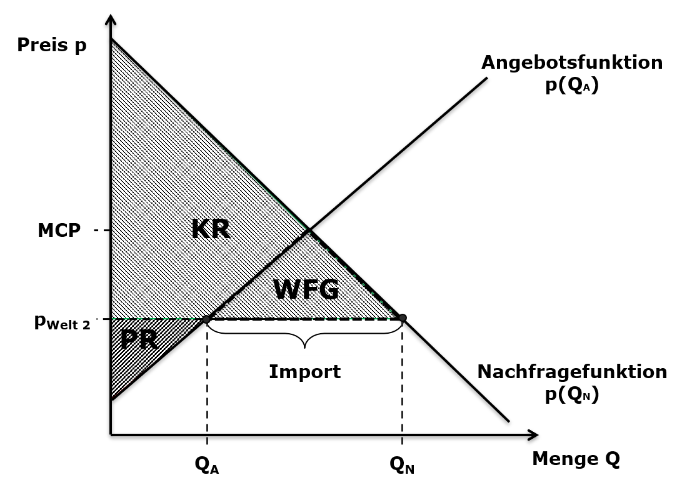 Preis p
Angebotsfunktion
p(QA)
MCP
KR
WFG
pWelt 2
PR
Import
Nachfragefunktion
p(QN)
QA
QN
Menge Q